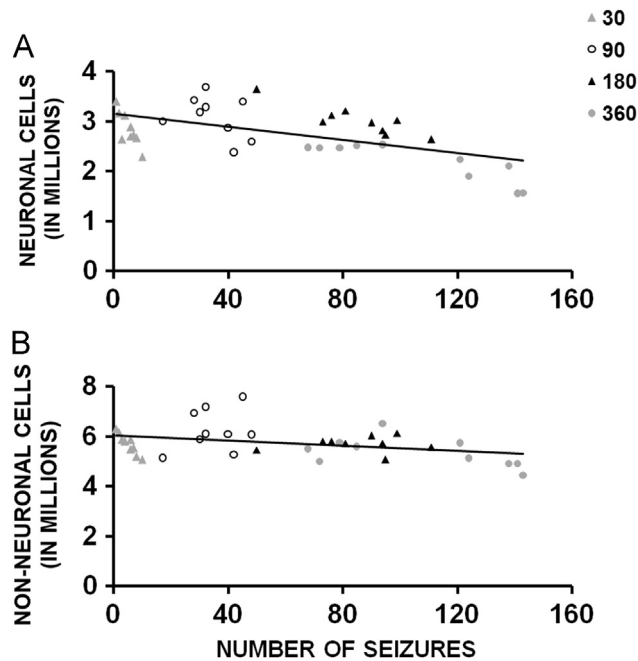 A
30
90
180
360
NEURONAL CELLS
(IN MILLIONS)
4
3
2
1
0
0 40 80 120 160
B
NON-NEURONAL CELLS
(IN MILLIONS)
8
6
4
2
0
0 40 80 120 160
NUMBER OF SEIZURES